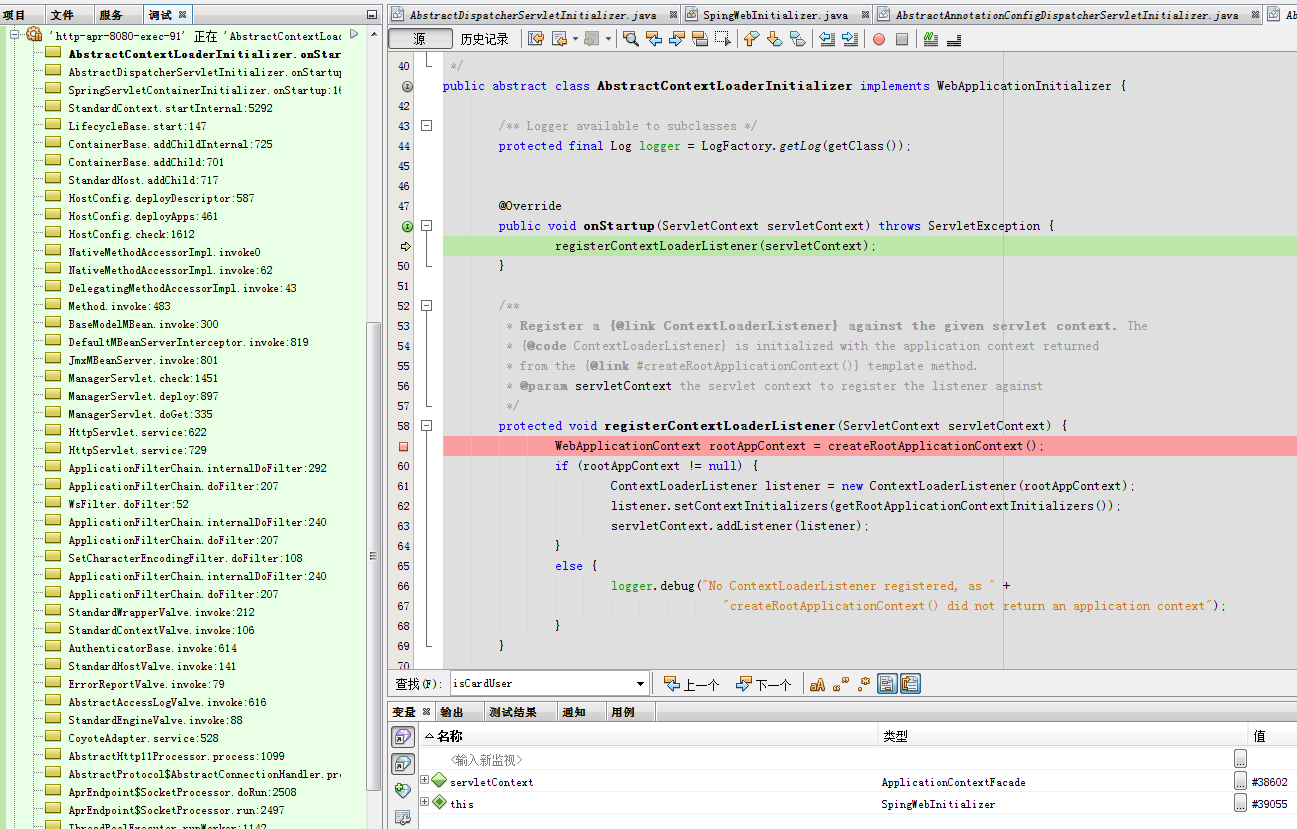 项目 文件 服务 调试
'http-apr-8080-exec-91' 正在 'AbstractContextLoad
AbstractContextLoaderInitializer.onStar
AbstractDispatcherServletInitializer.onStartup
SpringServletContainerInitializer.onStartup:16
StandardContext.startInternal:5292
LifecycleBase.start:147
ContainerBase.addChildInternal:725
ContainerBase.addChild:701
StandardHost.addChild:717
HostConfig.deployDescriptor:587
HostConfig.deployApps:461
HostConfig.check:1612
NativeMethodAccessorImpl.invoke0
NativeMethodAccessorImpl.invoke:62
DelegatingMethodAccessorImpl.invoke:43
Method.invoke:483
BaseModelMBean.invoke:300
DefaultMBeanServerInterceptor.invoke:819
JmxMBeanServer.invoke:801
ManagerServlet.check:1451
ManagerServlet.deploy:897
ManagerServlet.doGet:335
HttpServlet.service:622
HttpServlet.service:729
ApplicationFilterChain.internalDoFilter:292
ApplicationFilterChain.doFilter:207
WsFilter.doFilter:52
ApplicationFilterChain.internalDoFilter:240
ApplicationFilterChain.doFilter:207
SetCharacterEncodingFilter.doFilter:108
ApplicationFilterChain.internalDoFilter:240
ApplicationFilterChain.doFilter:207
StandardWrapperValve.invoke:212
StandardContextValve.invoke:106
AuthenticatorBase.invoke:614
StandardHostValve.invoke:141
ErrorReportValve.invoke:79
AbstractAccessLogValve.invoke:616
StandardEngineValve.invoke:88
CoyoteAdapter.service:528
AbstractHttp11Processor.process:1099
AbstractProtocol$AbstractConnectionHandler.pr
AprEndpoint$SocketProcessor.doRun:2508
AprEndpoint$SocketProcessor.run:2497
ThreadPoolExecutor.runWorker:1142
AbstractDispatcherServletInitializer.java SpingWebInitializer.java AbstractAnnotationConfigDispatcherServletInitializer.java Ab
源 历史记录
40 */
public abstract class AbstractContextLoaderInitializer implements WebApplicationInitializer {
42
43 /** Logger available to subclasses */
44 protected final Log logger = LogFactory.getLog(getClass());
45
46
47 @Override
public void onStartup(ServletContext servletContext) throws ServletException {
registerContextLoaderListener(servletContext);
50 }
51
52 /**
53 * Register a {@link ContextLoaderListener} against the given servlet context. The
54 * {@code ContextLoaderListener} is initialized with the application context returned
55 * from the {@link #createRootApplicationContext()} template method.
56 * @param servletContext the servlet context to register the listener against
57 */
58 protected void registerContextLoaderListener(ServletContext servletContext) {
WebApplicationContext rootAppContext = createRootApplicationContext();
60 if (rootAppContext != null) {
61 ContextLoaderListener listener = new ContextLoaderListener(rootAppContext);
62 listener.setContextInitializers(getRootApplicationContextInitializers());
63 servletContext.addListener(listener);
64 }
65 else {
66 logger.debug("No ContextLoaderListener registered, as " +
67 "createRootApplicationContext() did not return an application context");
68 }
69 }
70
查找(F): isCardUser 上一个 下一个
变量 输出 测试结果 通知 用例
名称 类型 值
<输入新监视>
servletContext ApplicationContextFacade #38602
this SpingWebInitializer #39055